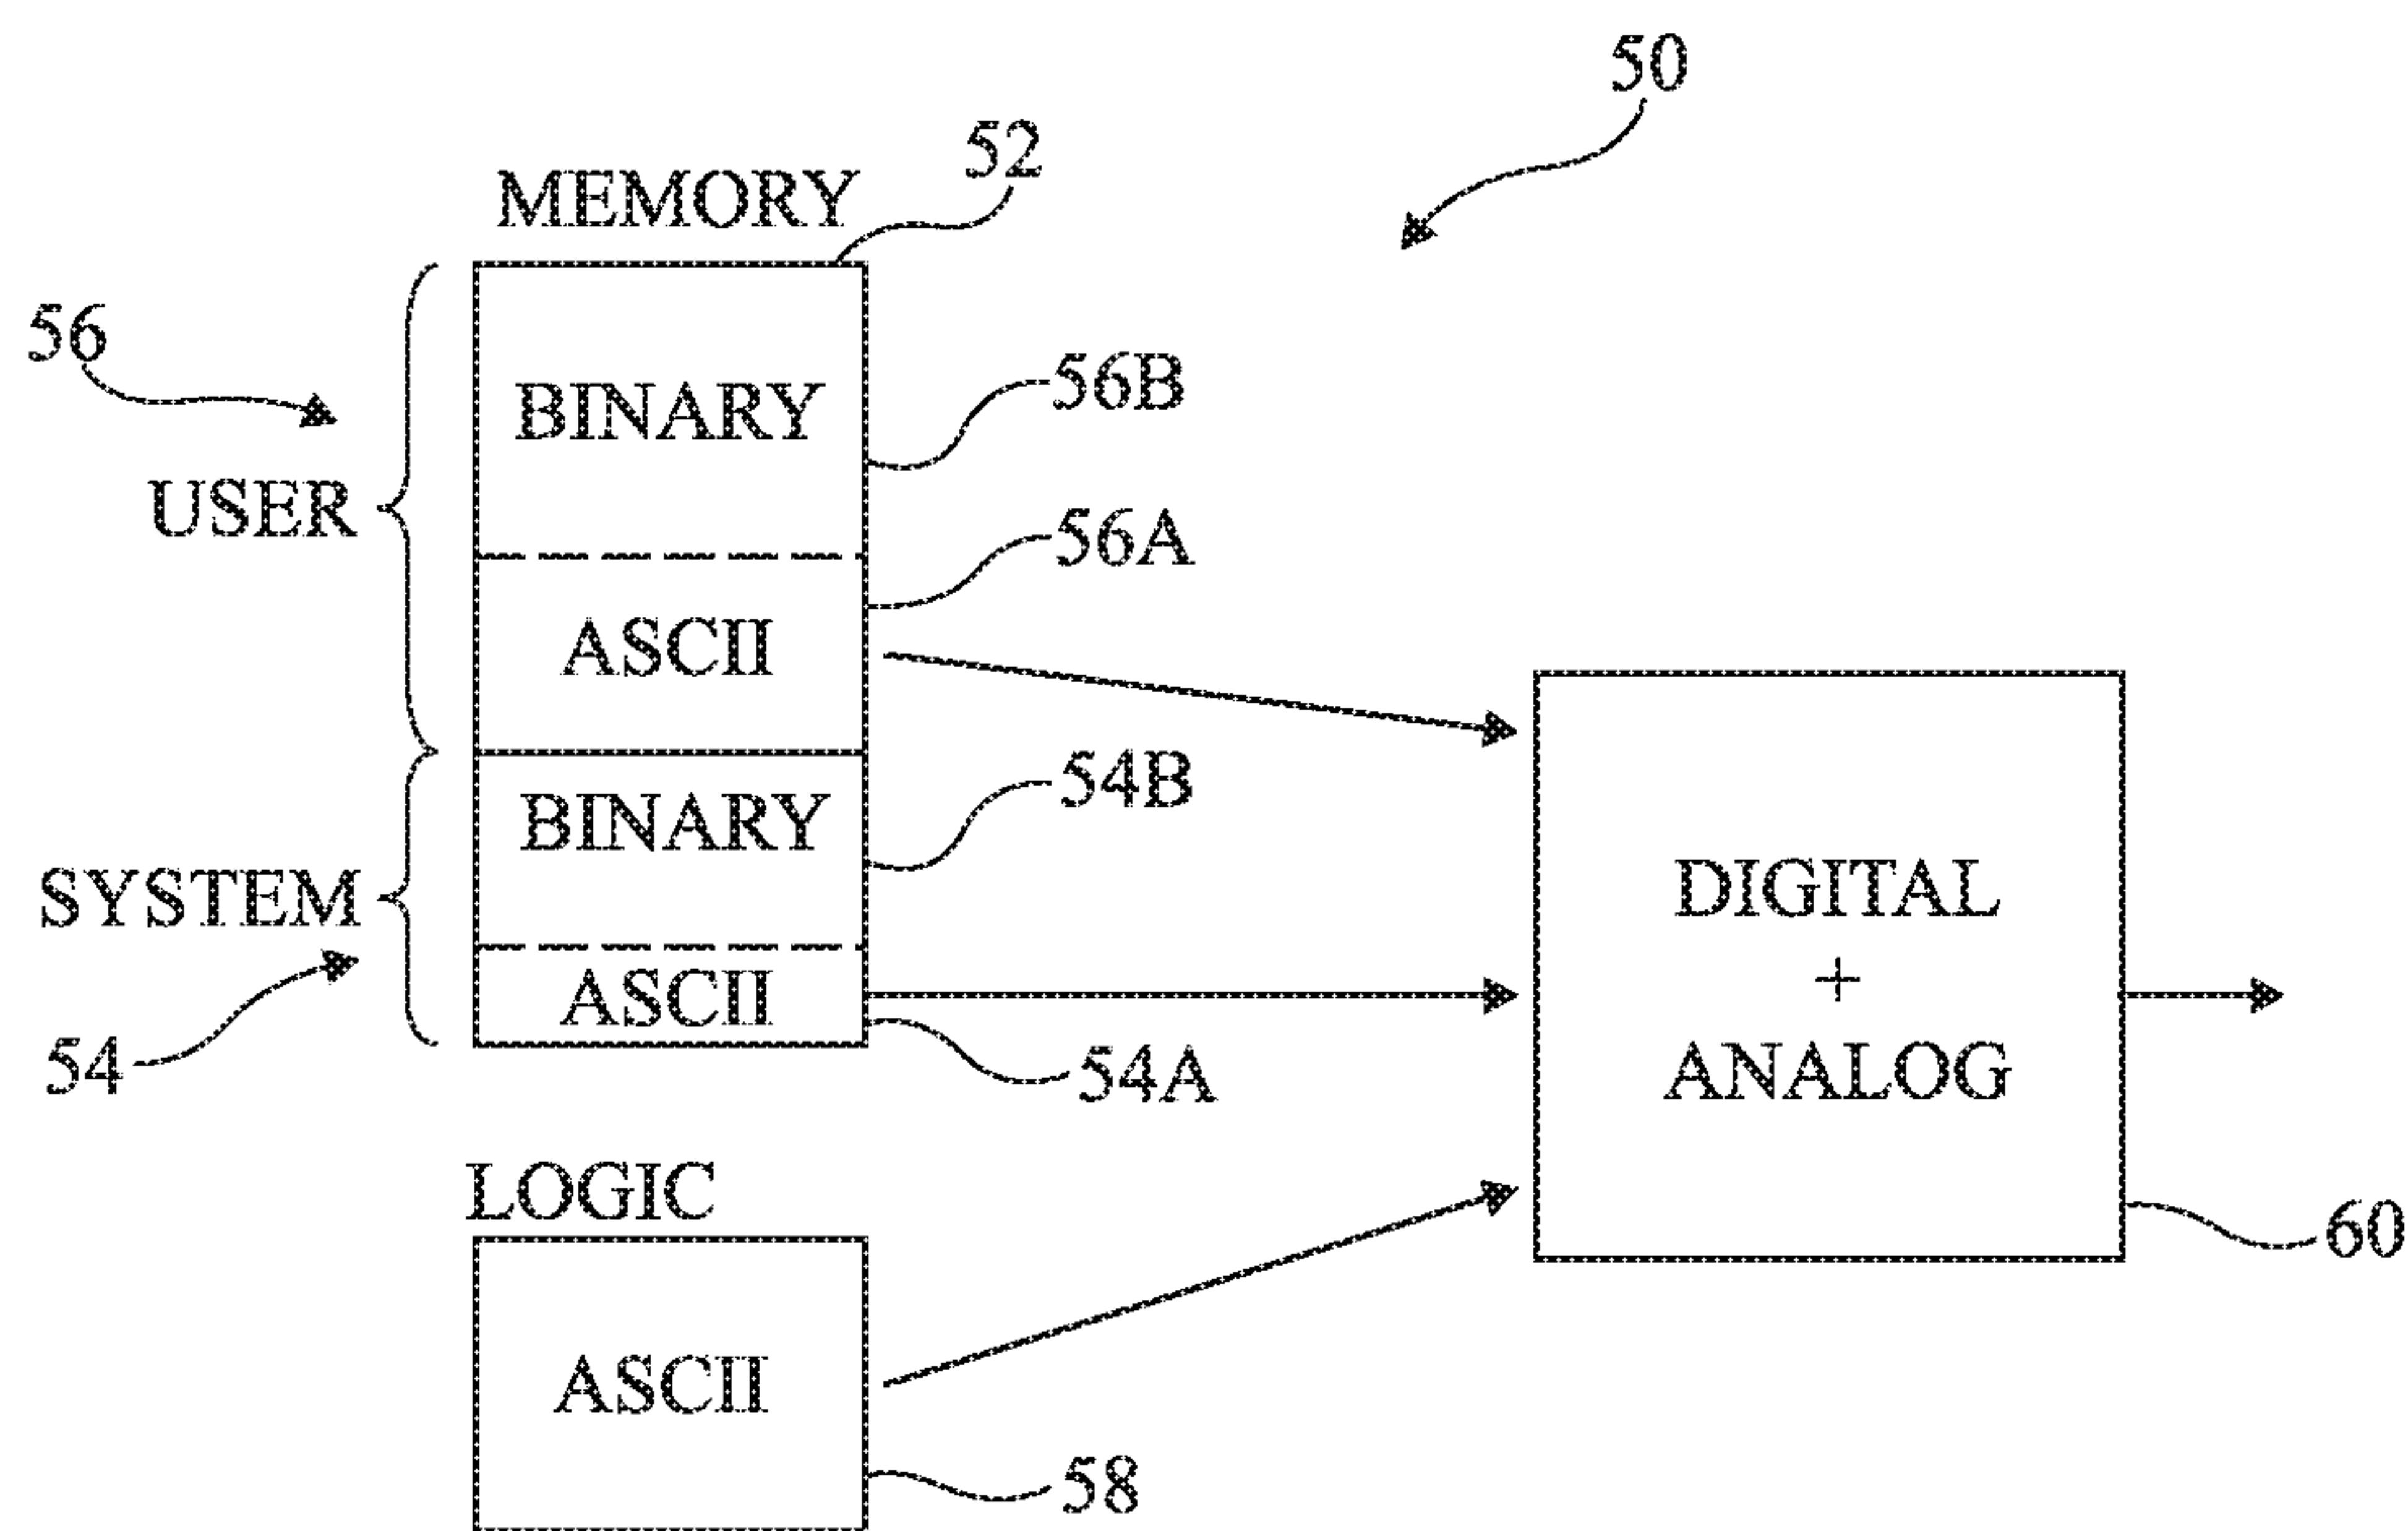 50
52
MEMORY
56
BINARY
56B
USER
56A
ASCII
54B
BINARY
SYSTEM
DIGITAL
+
ANALOG
ASCII
54
54A
LOGIC
60
ASCII
58